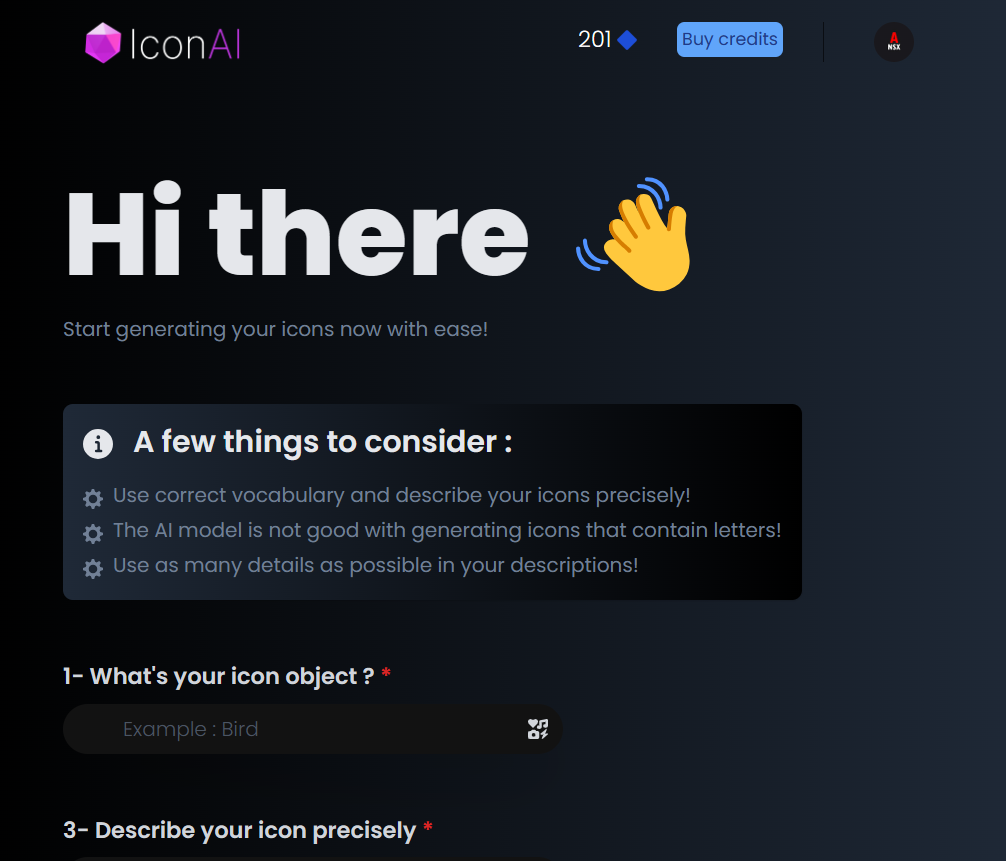 IconAI
201
Buy credits
A
NSX
Hi there
Start generating your icons now with ease!
A few things to consider :
Use correct vocabulary and describe your icons precisely!
The AI model is not good with generating icons that contain letters!
Use as many details as possible in your descriptions!
1- What's your icon object ? *
Example : Bird
3- Describe your icon precisely *